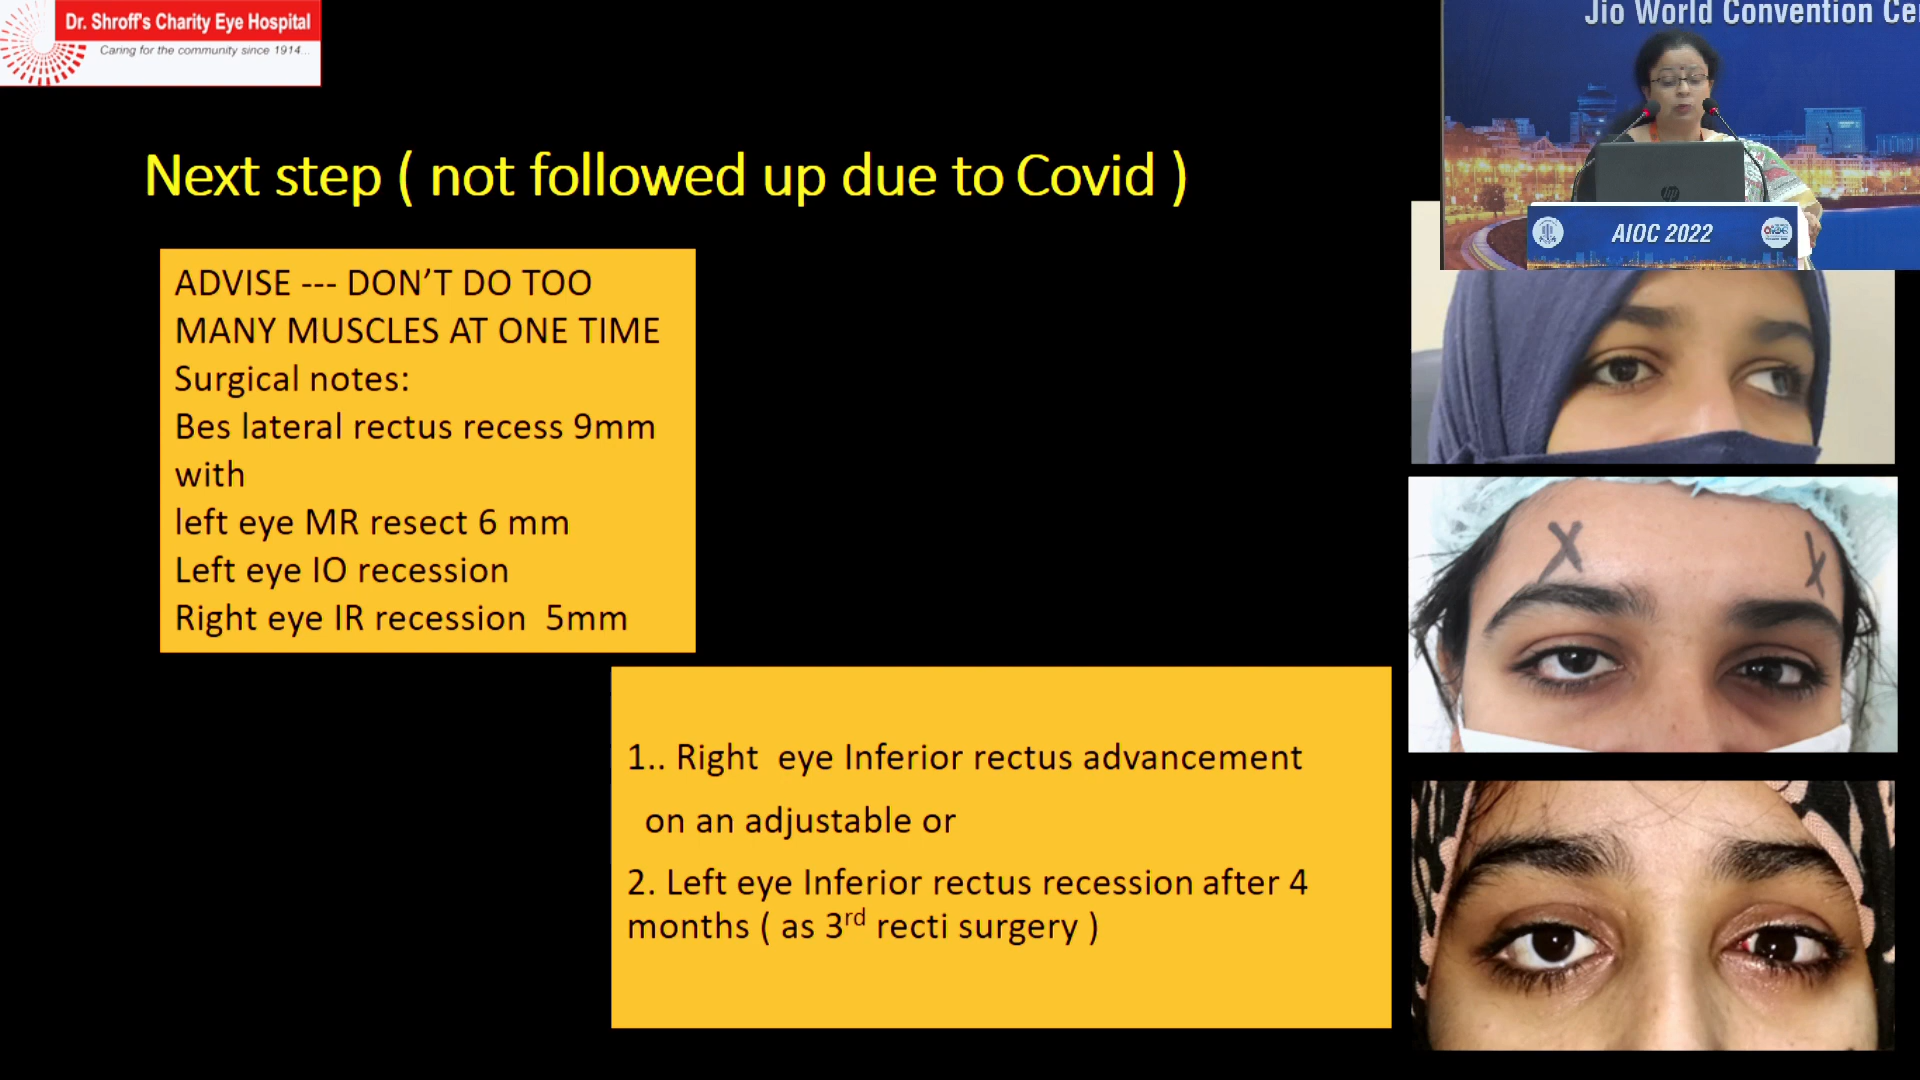 Dr. Shroff's Charity Eye Hospital
Caring for the community since 1914...
Jio World Convention Ce
AIOC 2022
Next step ( not followed up due to Covid )
ADVISE --- DON’T DO TOO
MANY MUSCLES AT ONE TIME
Surgical notes:
Bes lateral rectus recess 9mm
with
left eye MR resect 6 mm
Left eye IO recession
Right eye IR recession 5mm
1.. Right eye Inferior rectus advancement
on an adjustable or
2. Left eye Inferior rectus recession after 4
months ( as 3rd recti surgery )
X
X
hp